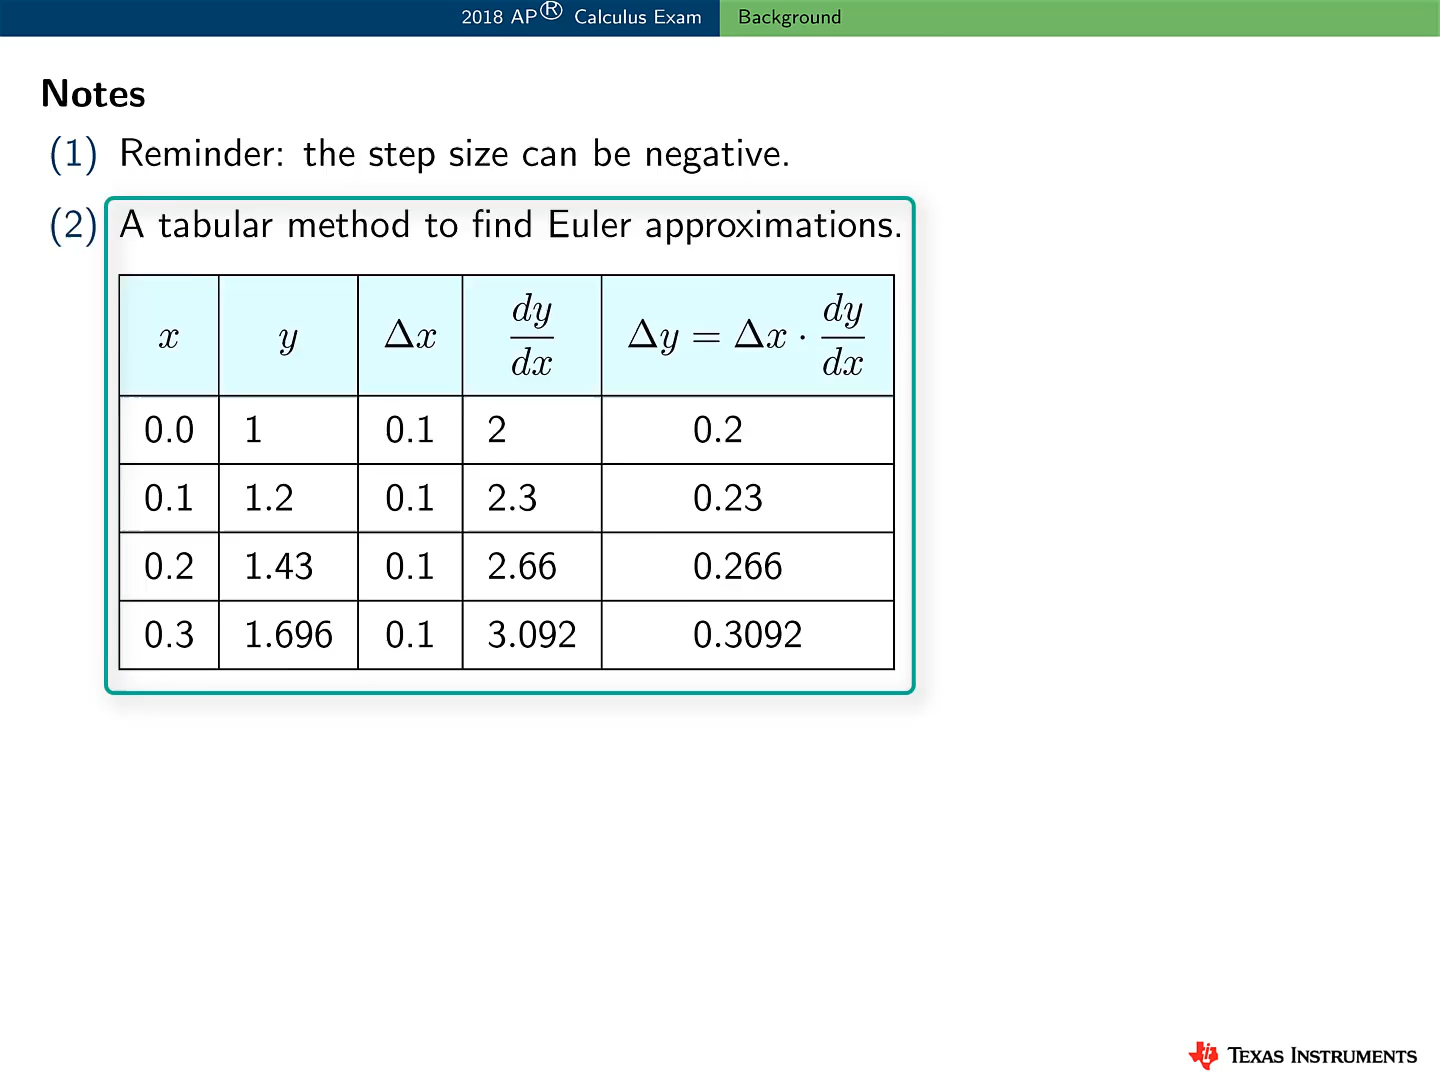 2018 AP® Calculus Exam Background
Notes
(1) Reminder: the step size can be negative.
(2) A tabular method to find Euler approximations.
x y Δx dy/dx Δy = Δx · dy/dx
0.0 1 0.1 2 0.2
0.1 1.2 0.1 2.3 0.23
0.2 1.43 0.1 2.66 0.266
0.3 1.696 0.1 3.092 0.3092
TEXAS INSTRUMENTS